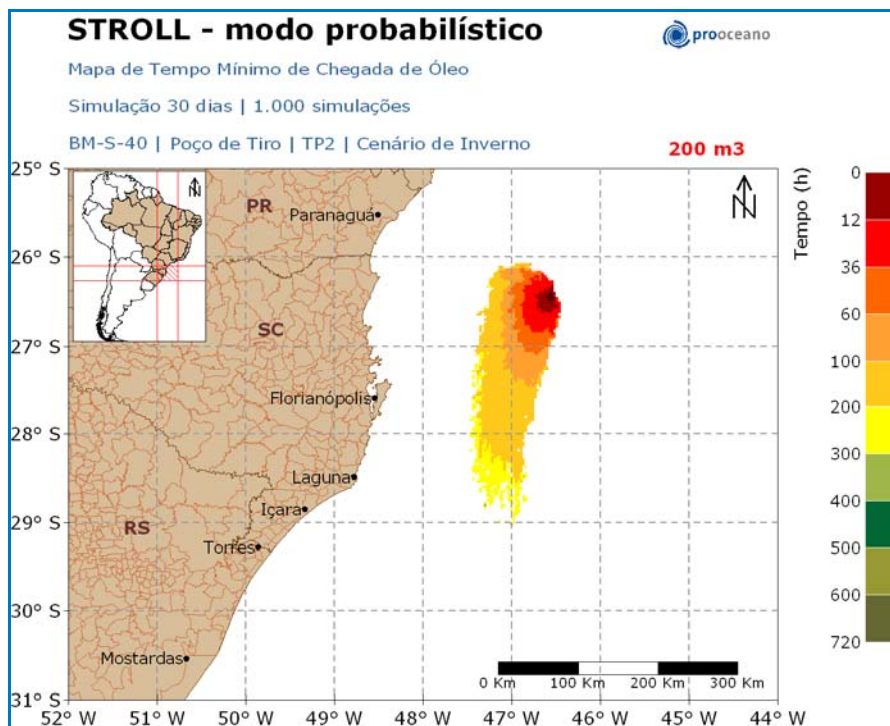 STROLL - modo probabilístico
prooceano
Mapa de Tempo Mínimo de Chegada de Óleo
Simulação 30 dias | 1.000 simulações
BM-S-40 | Poço de Tiro | TP2 | Cenário de Inverno
200 m3
25° S
26° S
27° S
28° S
29° S
30° S
31° S
N
N
PR
Paranaguá
SC
Florianópolis
Laguna
Içara
RS
Torres
Mostardas
Tempo (h)
0
12
36
60
100
200
300
400
500
600
720
0 Km 100 Km 200 Km 300 Km
52° W 51° W 50° W 49° W 48° W 47° W 46° W 45° W 44° W